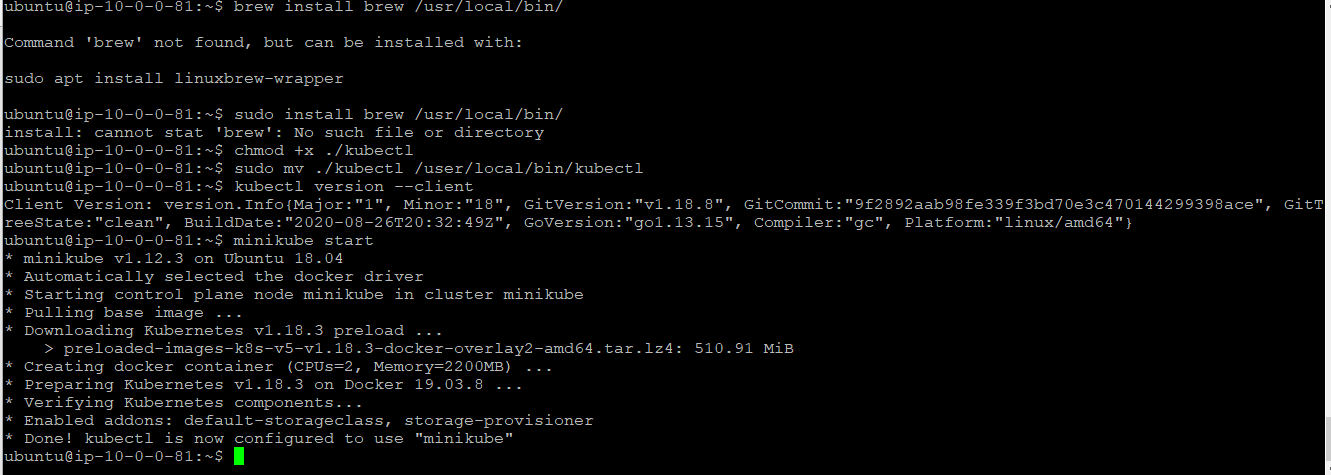 ubuntu@ip-10-0-0-81:~$ brew install brew /usr/local/bin/
Command 'brew' not found, but can be installed with:
sudo apt install linuxbrew-wrapper
ubuntu@ip-10-0-0-81:~$ sudo install brew /usr/local/bin/
install: cannot stat 'brew': No such file or directory
ubuntu@ip-10-0-0-81:~$ chmod +x ./kubectl
ubuntu@ip-10-0-0-81:~$ sudo mv ./kubectl /user/local/bin/kubectl
ubuntu@ip-10-0-0-81:~$ kubectl version --client
Client Version: version.Info{Major:"1", Minor:"18", GitVersion:"v1.18.8", GitCommit:"9f2892aab98fe339f3bd70e3c470144299398ace", GitT
reeState:"clean", BuildDate:"2020-08-26T20:32:49Z", GoVersion:"go1.13.15", Compiler:"gc", Platform:"linux/amd64"}
ubuntu@ip-10-0-0-81:~$ minikube start
* minikube v1.12.3 on Ubuntu 18.04
* Automatically selected the docker driver
* Starting control plane node minikube in cluster minikube
* Pulling base image ...
* Downloading Kubernetes v1.18.3 preload ...
    > preloaded-images-k8s-v5-v1.18.3-docker-overlay2-amd64.tar.lz4: 510.91 MiB
* Creating docker container (CPUs=2, Memory=2200MB) ...
* Preparing Kubernetes v1.18.3 on Docker 19.03.8 ...
* Verifying Kubernetes components...
* Enabled addons: default-storageclass, storage-provisioner
* Done! kubectl is now configured to use "minikube"
ubuntu@ip-10-0-0-81:~$